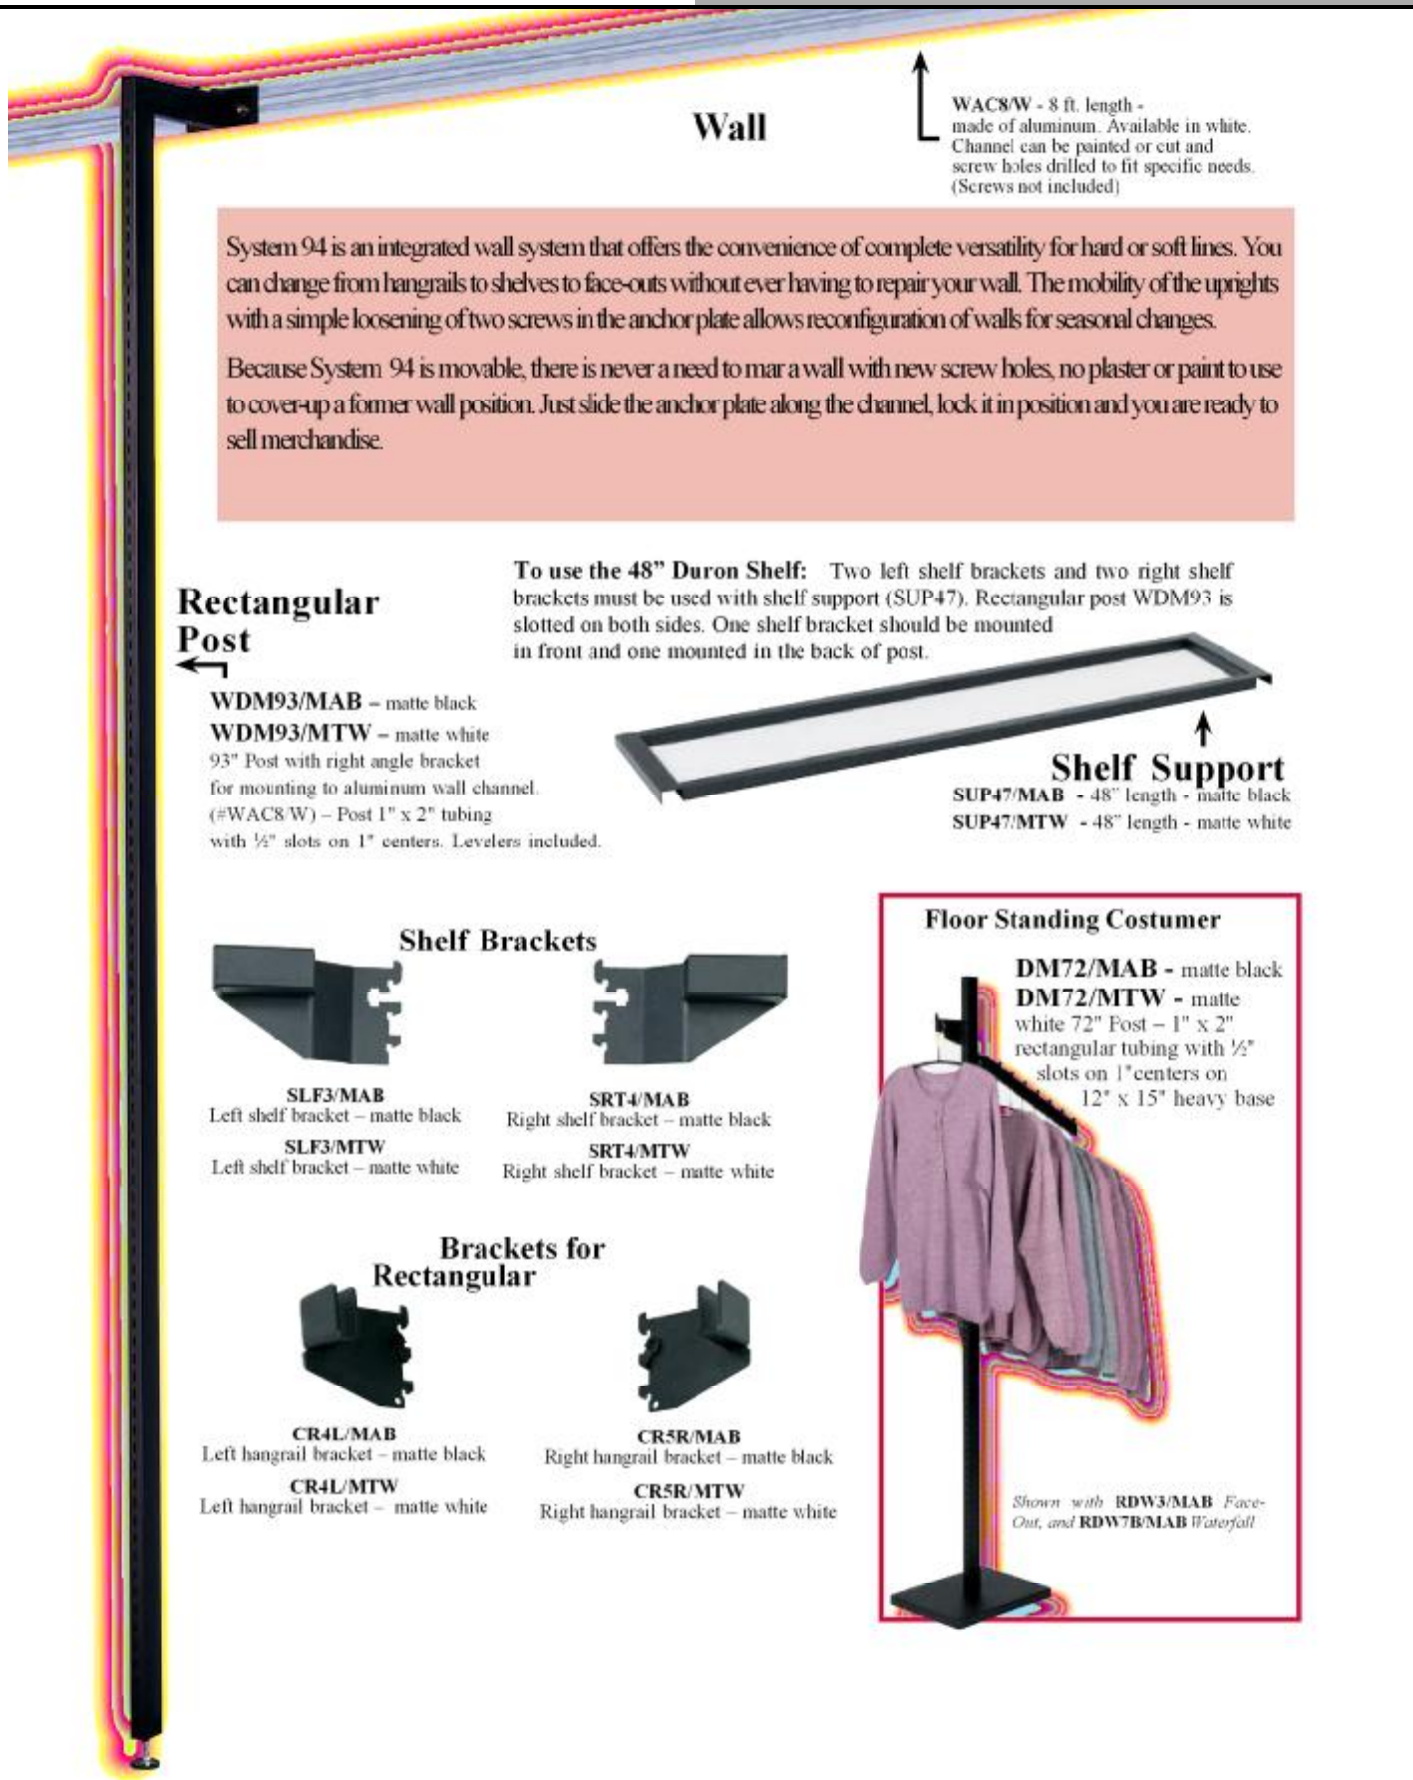 Wall
WAC8/W - 8 ft. length -
made of aluminum. Available in white.
Channel can be painted or cut and
screw holes drilled to fit specific needs.
(Screws not included)
System 94 is an integrated wall system that offers the convenience of complete versatility for hard or soft lines. You
can change from hangrails to shelves to face-outs without ever having to repair your wall. The mobility of the uprights
with a simple loosening of two screws in the anchor plate allows reconfiguration of walls for seasonal changes.
Because System 94 is movable, there is never a need to mar a wall with new screw holes, no plaster or paint to use
to cover-up a former wall position. Just slide the anchor plate along the channel, lock it in position and you are ready to
sell merchandise.
To use the 48” Duron Shelf: Two left shelf brackets and two right shelf
brackets must be used with shelf support (SUP47). Rectangular post WDM93 is
slotted on both sides. One shelf bracket should be mounted
in front and one mounted in the back of post.
Rectangular
Post
WDM93/MAB – matte black
WDM93/MTW – matte white
93" Post with right angle bracket
for mounting to aluminum wall channel.
(#WAC8/W) – Post 1" x 2" tubing
with ½" slots on 1" centers. Levelers included.
Shelf Support
SUP47/MAB - 48” length - matte black
SUP47/MTW - 48” length - matte white
Shelf Brackets
SLF3/MAB
Left shelf bracket – matte black
SLF3/MTW
Left shelf bracket – matte white
SRT4/MAB
Right shelf bracket – matte black
SRT4/MTW
Right shelf bracket – matte white
Brackets for
Rectangular
CR4L/MAB
Left hangrail bracket – matte black
CR4L/MTW
Left hangrail bracket – matte white
CR5R/MAB
Right hangrail bracket – matte black
CR5R/MTW
Right hangrail bracket – matte white
Floor Standing Costumer
DM72/MAB - matte black
DM72/MTW - matte
white 72" Post – 1" x 2"
rectangular tubing with ½"
slots on 1"centers on
12" x 15" heavy base
Shown with RDW3/MAB Face-
Out, and RDW7B/MAB Waterfall